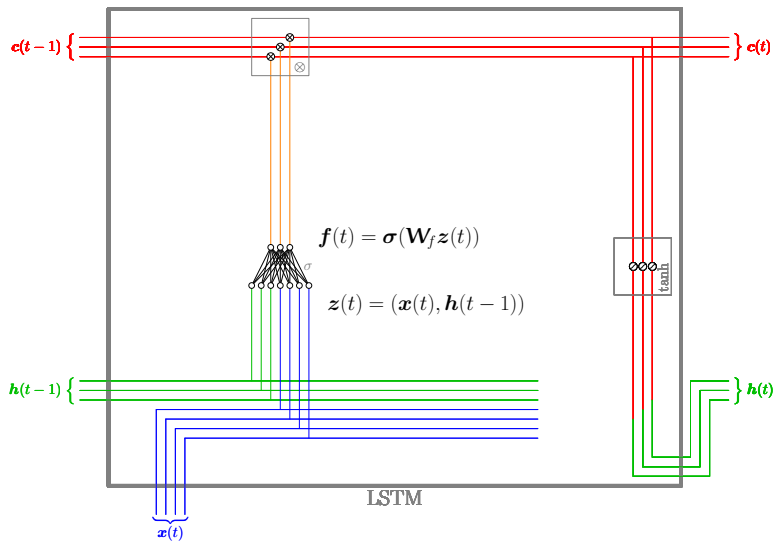 c(t−1) {
} c(t)
⊗
f(t) = σ(W_f z(t))
σ
z(t) = (x(t), h(t−1))
tanh
h(t−1) {
} h(t)
LSTM
x(t)